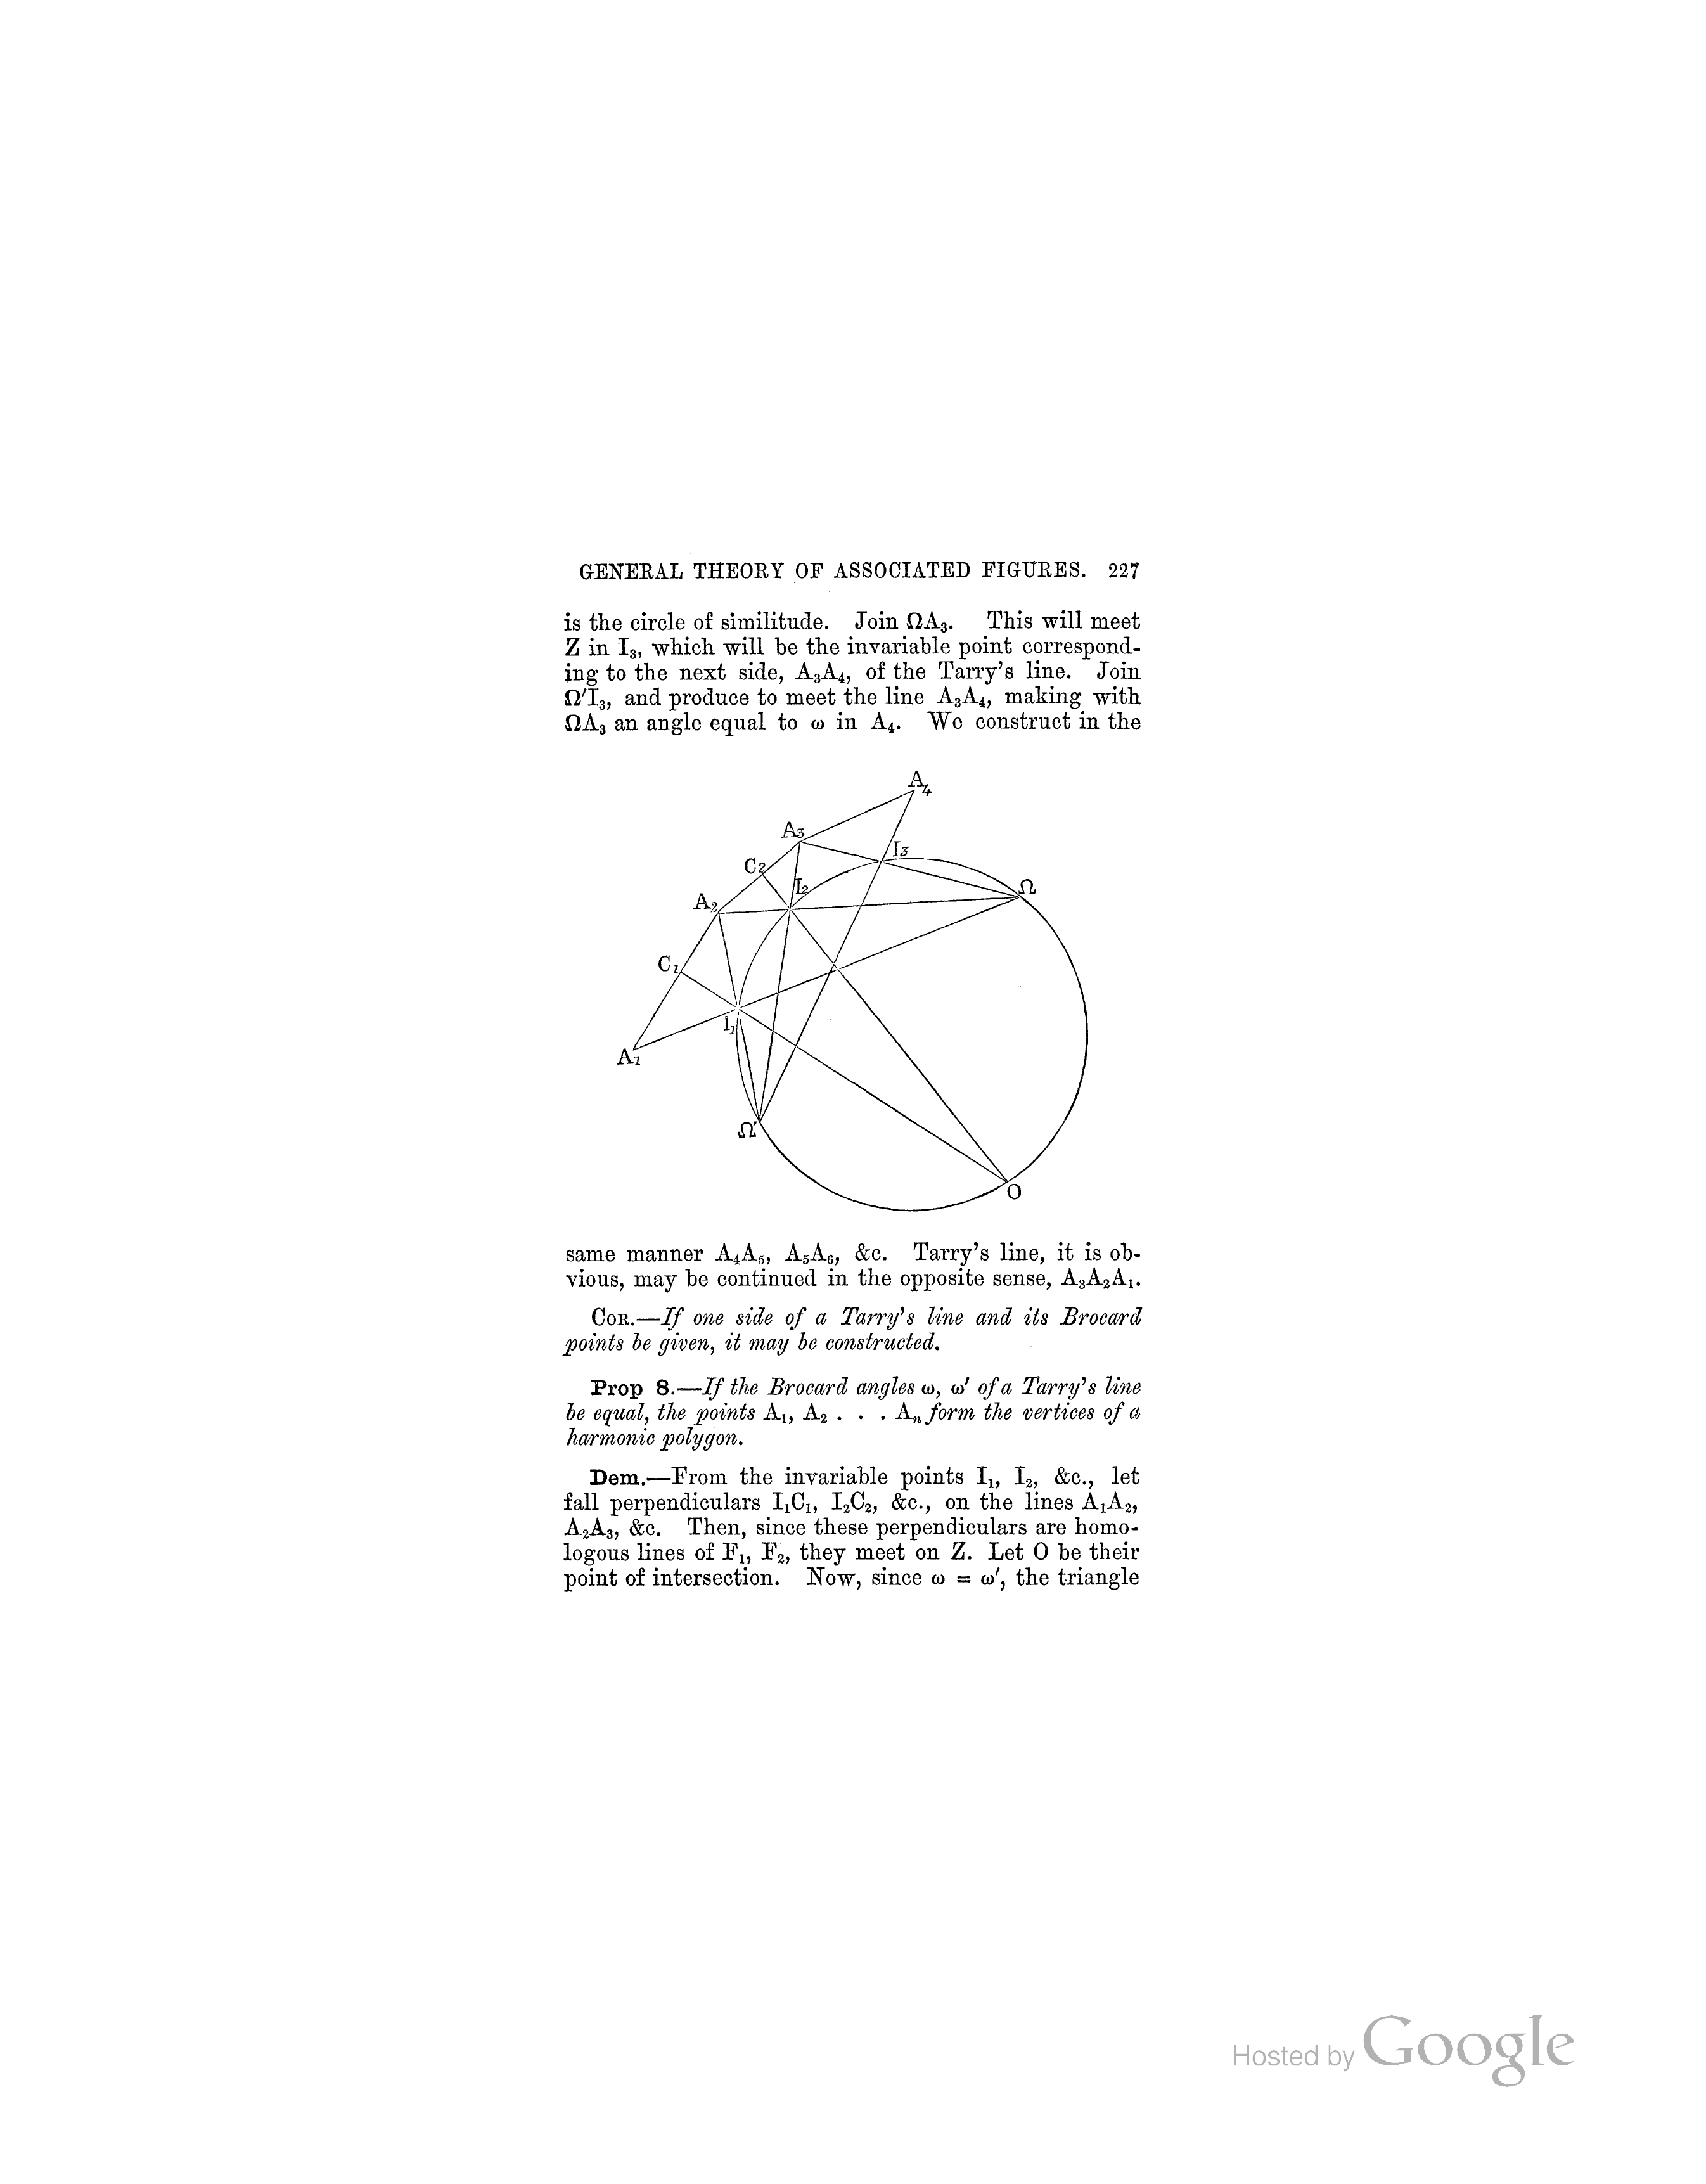 GENERAL THEORY OF ASSOCIATED FIGURES. 227
is the circle of similitude. Join ΩA₃. This will meet
Z in I₃, which will be the invariable point correspond-
ing to the next side, A₃A₄, of the Tarry's line. Join
Ω′I₃, and produce to meet the line A₃A₄, making with
ΩA₃ an angle equal to ω in A₄. We construct in the
A₄
A₃
I₃
C₂
I₂
Ω
A₂
C₁
I₁
A₁
Ω′
O
same manner A₄A₅, A₅A₆, &c. Tarry's line, it is ob-
vious, may be continued in the opposite sense, A₃A₂A₁.
COR.—If one side of a Tarry's line and its Brocard
points be given, it may be constructed.
Prop 8.—If the Brocard angles ω, ω′ of a Tarry's line
be equal, the points A₁, A₂ . . . Aₙ form the vertices of a
harmonic polygon.
Dem.—From the invariable points I₁, I₂, &c., let
fall perpendiculars I₁C₁, I₂C₂, &c., on the lines A₁A₂,
A₂A₃, &c. Then, since these perpendiculars are homo-
logous lines of F₁, F₂, they meet on Z. Let O be their
point of intersection. Now, since ω = ω′, the triangle
Hosted by Google